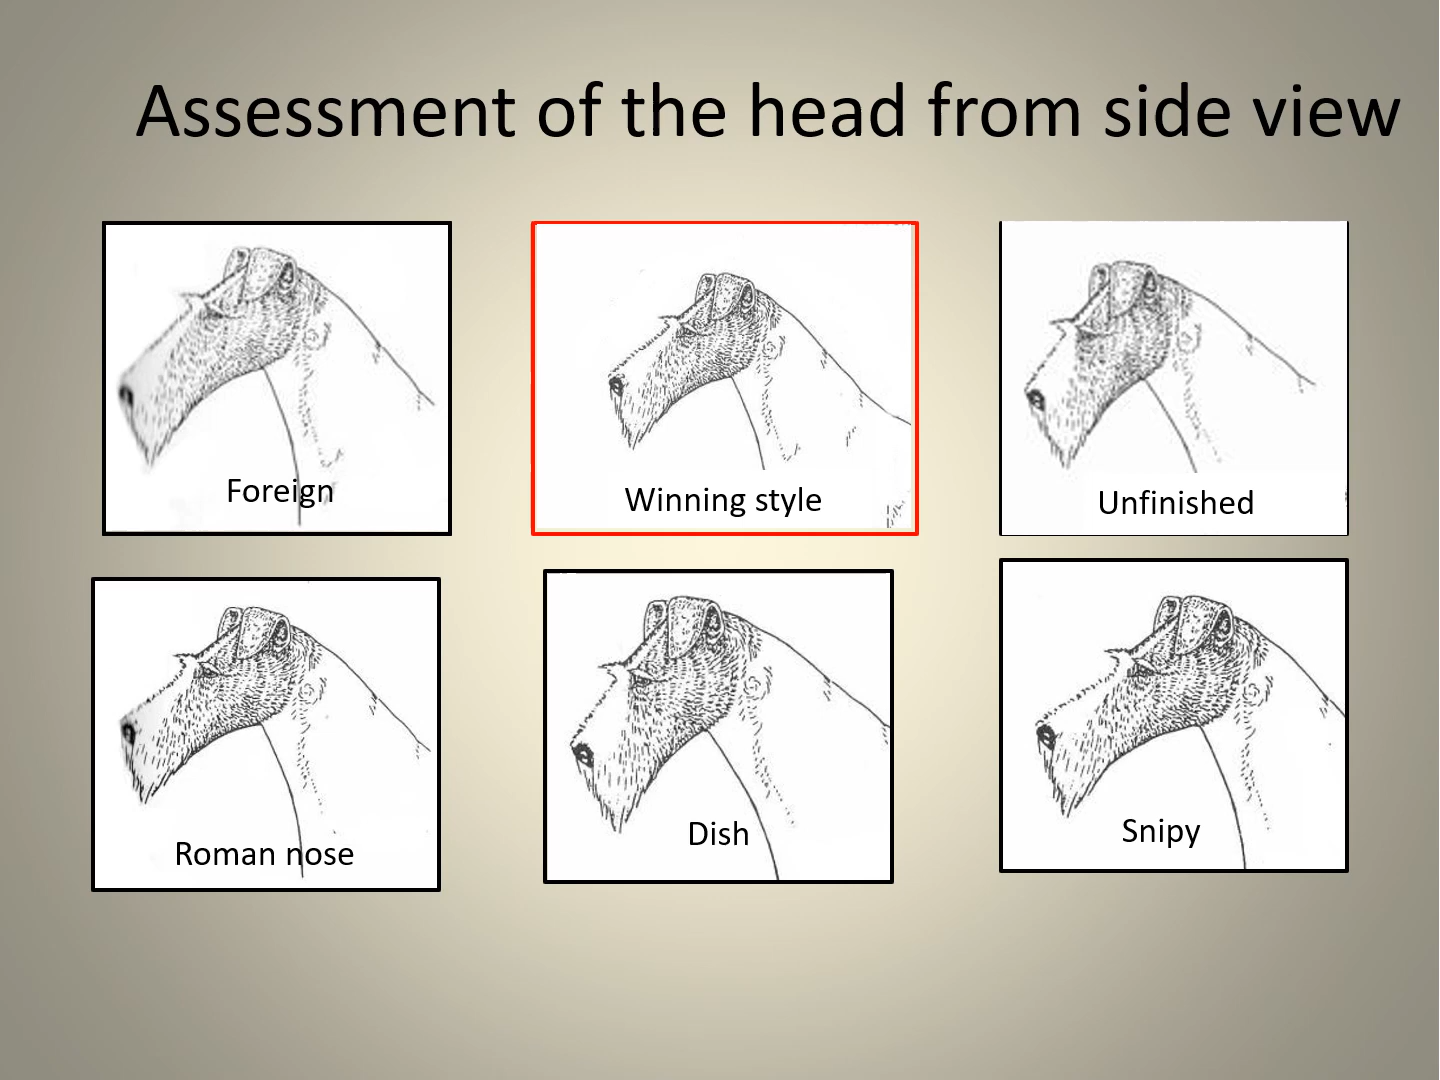 Assessment of the head from side view
Foreign
Winning style
Unfinished
Roman nose
Dish
Snipy